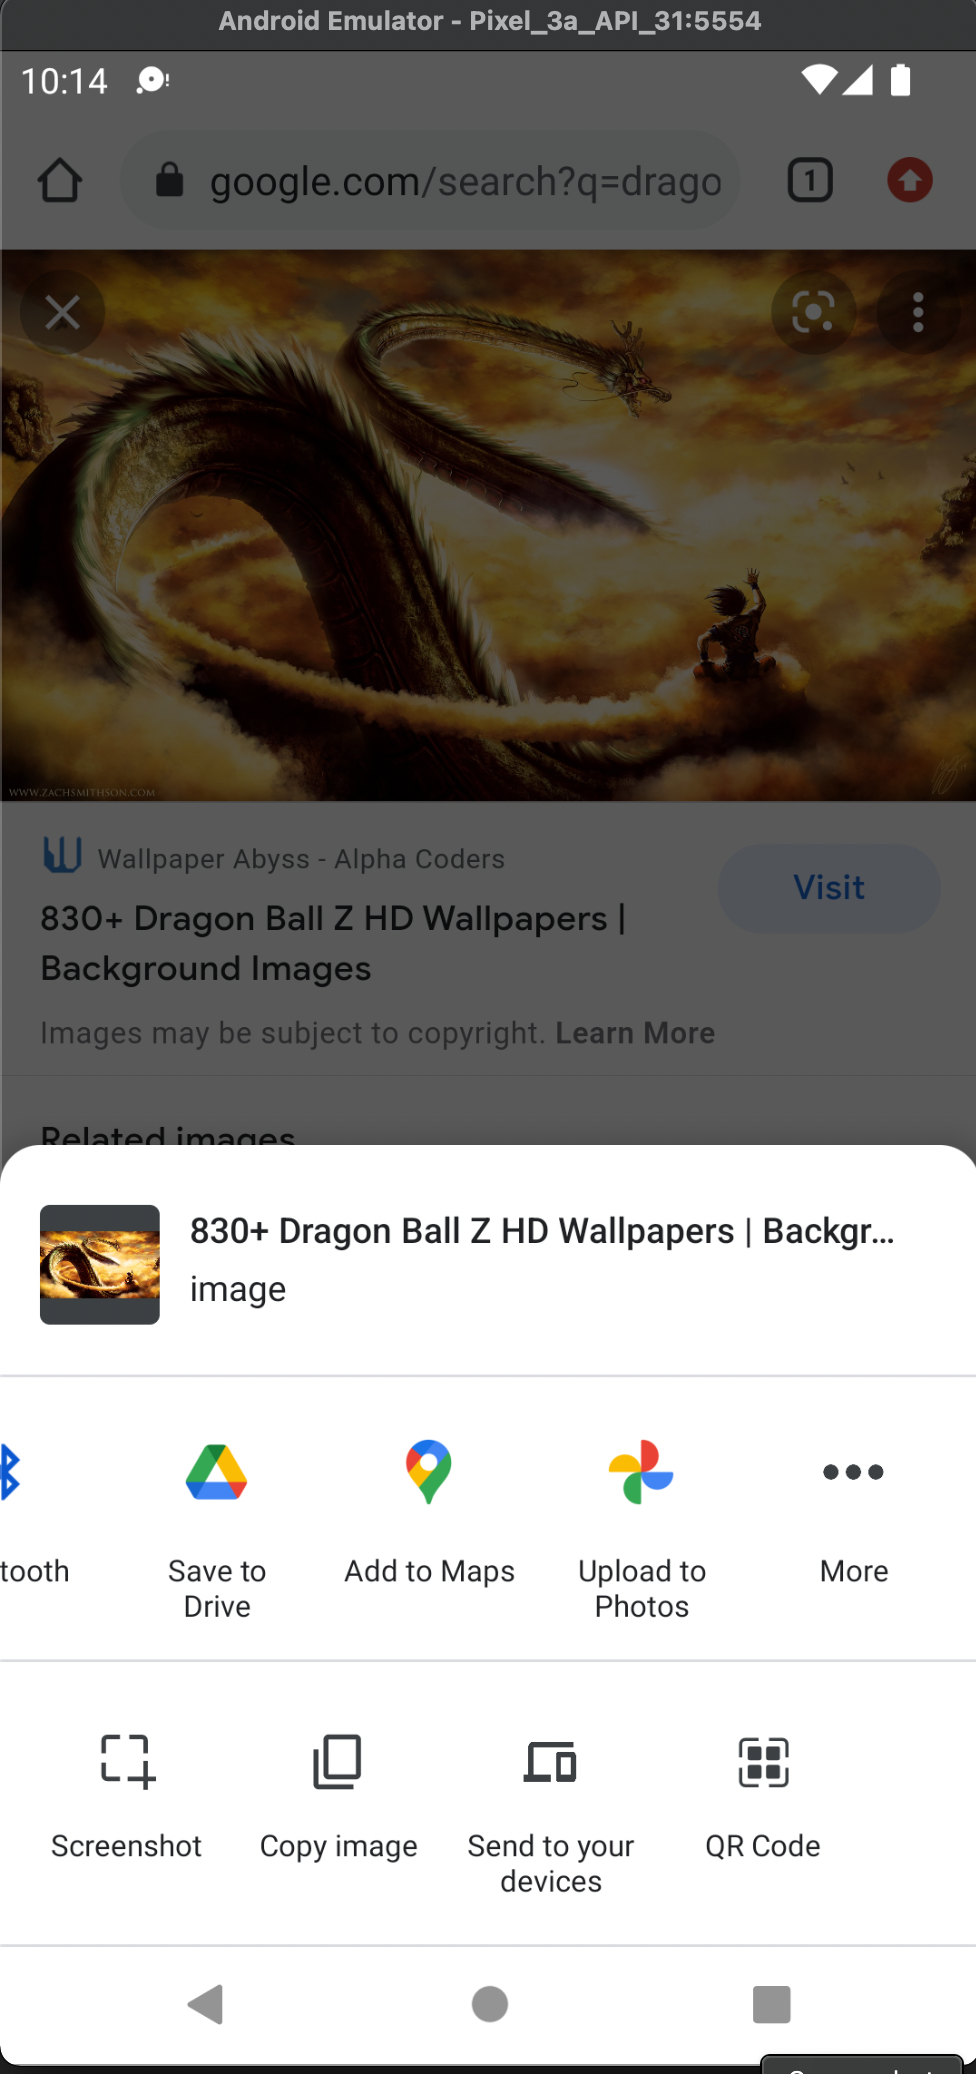 Android Emulator - Pixel_3a_API_31:5554
10:14
google.com/search?q=drago
1
WWW.ZACHSMITHSON.COM
Wallpaper Abyss - Alpha Coders
830+ Dragon Ball Z HD Wallpapers |
Background Images
Visit
Images may be subject to copyright. Learn More
Related images
830+ Dragon Ball Z HD Wallpapers | Backgr...
image
tooth
Save to
Drive
Add to Maps
Upload to
Photos
More
Screenshot
Copy image
Send to your
devices
QR Code